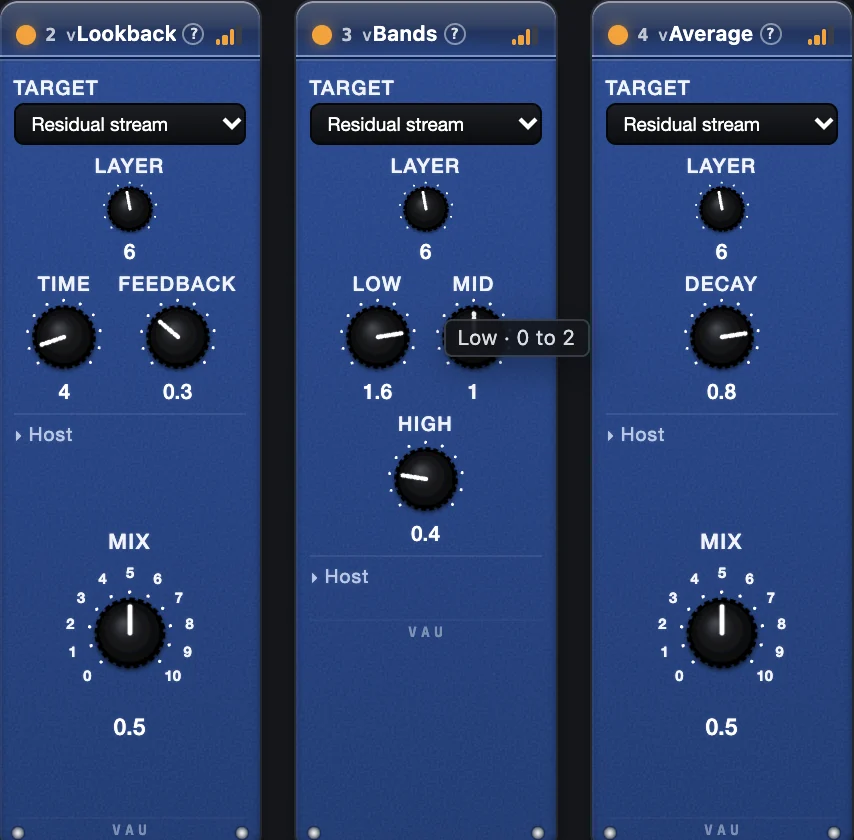 2 vLookback ?
TARGET
Residual stream
LAYER
6
TIME FEEDBACK
4 0.3
Host
MIX
0 1 2 3 4 5 6 7 8 9 10
0.5
VAU
3 vBands ?
TARGET
Residual stream
LAYER
6
LOW MID
Low · 0 to 2
1.6 1
HIGH
0.4
Host
VAU
4 vAverage ?
TARGET
Residual stream
LAYER
6
DECAY
0.8
Host
MIX
0 1 2 3 4 5 6 7 8 9 10
0.5
VAU